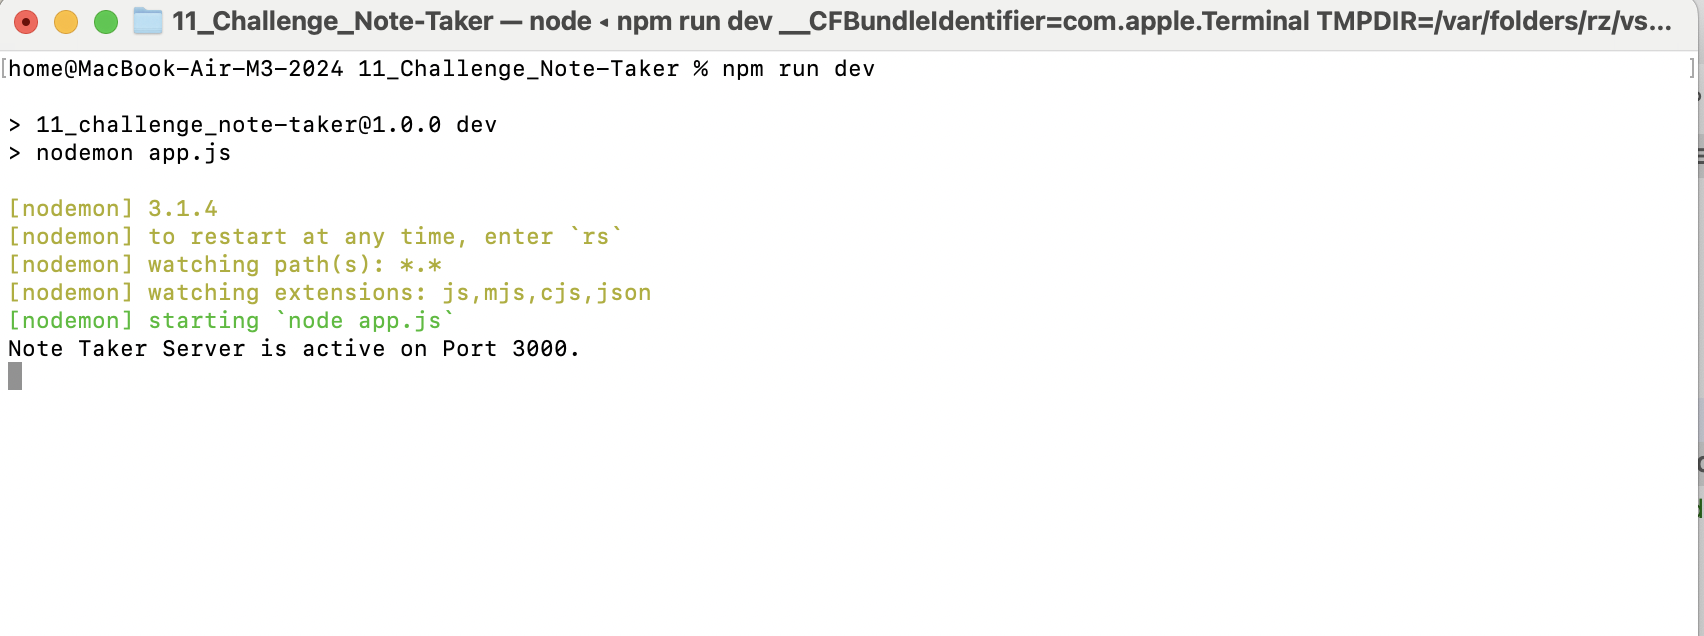 11_Challenge_Note-Taker — node ◂ npm run dev __CFBundleIdentifier=com.apple.Terminal TMPDIR=/var/folders/rz/vs...
[home@MacBook-Air-M3-2024 11_Challenge_Note-Taker % npm run dev ]
> 11_challenge_note-taker@1.0.0 dev
> nodemon app.js
[nodemon] 3.1.4
[nodemon] to restart at any time, enter `rs`
[nodemon] watching path(s): *.*
[nodemon] watching extensions: js,mjs,cjs,json
[nodemon] starting `node app.js`
Note Taker Server is active on Port 3000.